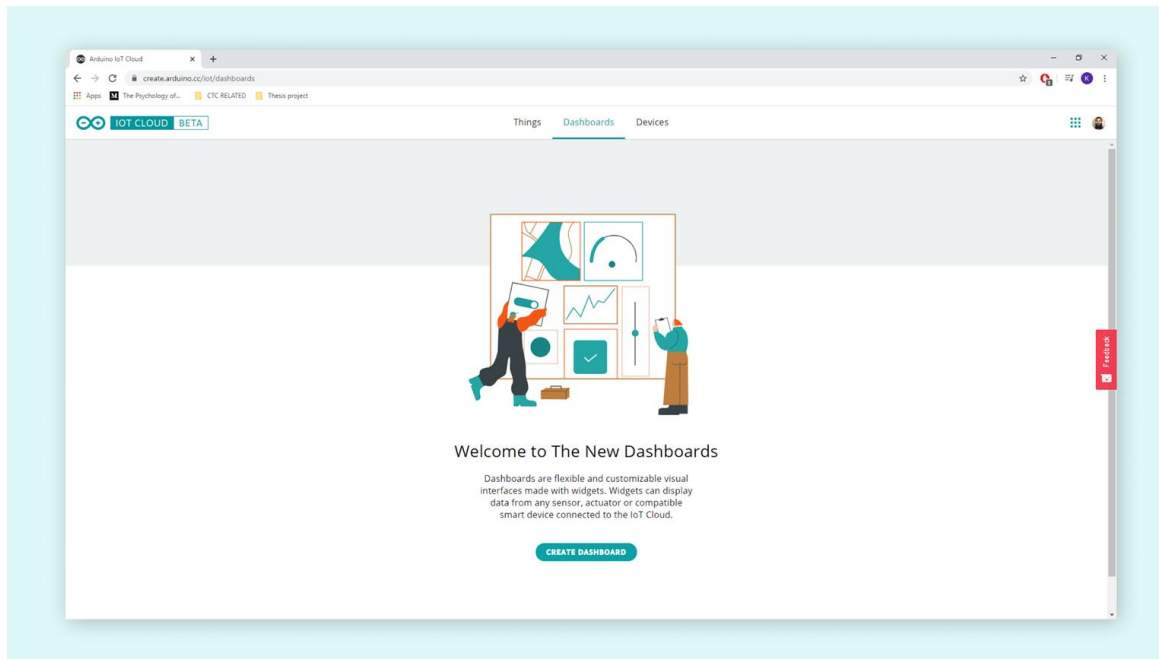 Arduino IoT Cloud
create.arduino.cc/iot/dashboards
Apps The Psychology of... CTC RELATED Thesis project
IOT CLOUD BETA Things Dashboards Devices
Feedback
Welcome to The New Dashboards
Dashboards are flexible and customizable visual
interfaces made with widgets. Widgets can display
data from any sensor, actuator or compatible
smart device connected to the IoT Cloud.
CREATE DASHBOARD